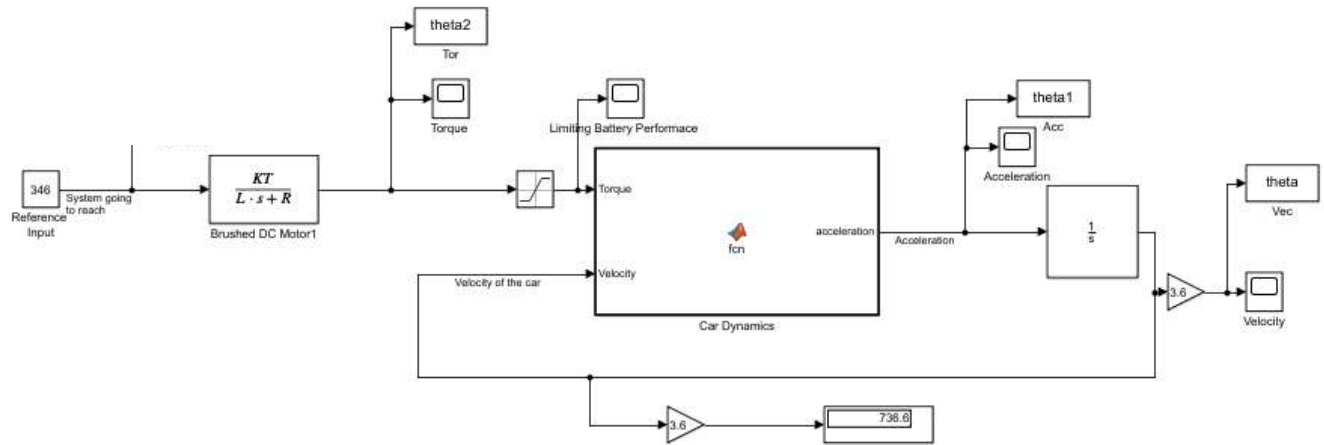 theta2
Tor
Torque
Limiting Battery Performace
theta1
Acc
Acceleration
346
System going
to reach
Reference
Input
KT
L · s + R
Brushed DC Motor1
Torque
Velocity
fcn
acceleration
Car Dynamics
Acceleration
1
s
theta
Vec
3.6
Velocity
Velocity of the car
3.6
736.6